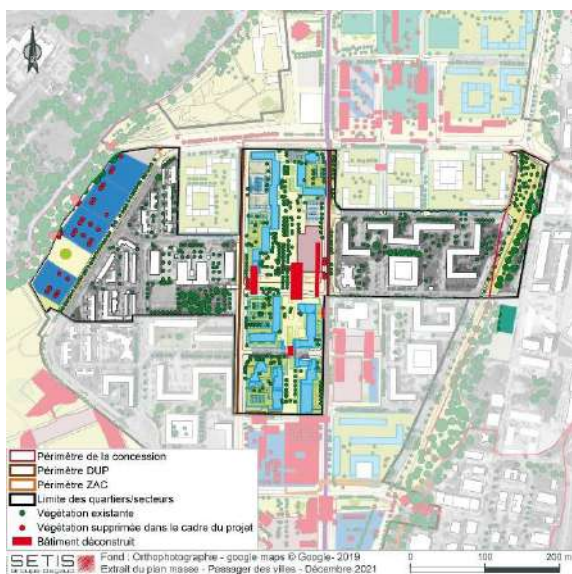 Périmètre de la concession
Périmètre DUP
Périmètre ZAC
Limite des quartiers/secteurs
Végétation existante
Végétation supprimée dans le cadre du projet
Bâtiment déconstruit
SETIS
Fond : Orthophotographie - google maps © Google- 2019
Extrait du plan masse - Passager des villes - Décembre 2021
0 100 200 m